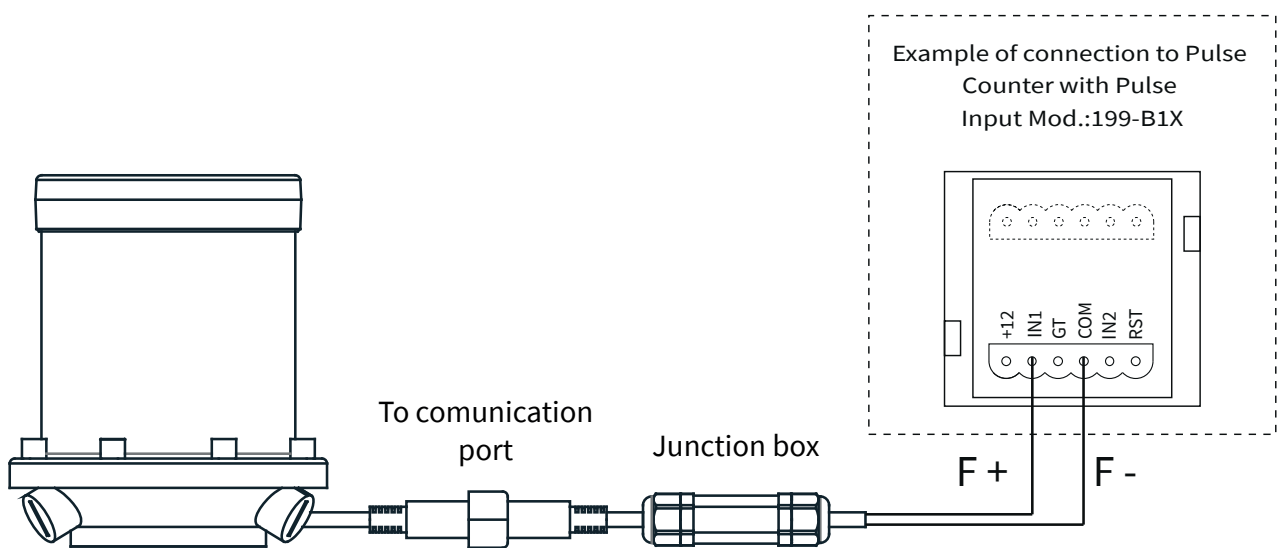 Example of connection to Pulse
Counter with Pulse
Input Mod.:199-B1X
+12
IN1
GT
COM
IN2
RST
To comunication
port
Junction box
F +
F -